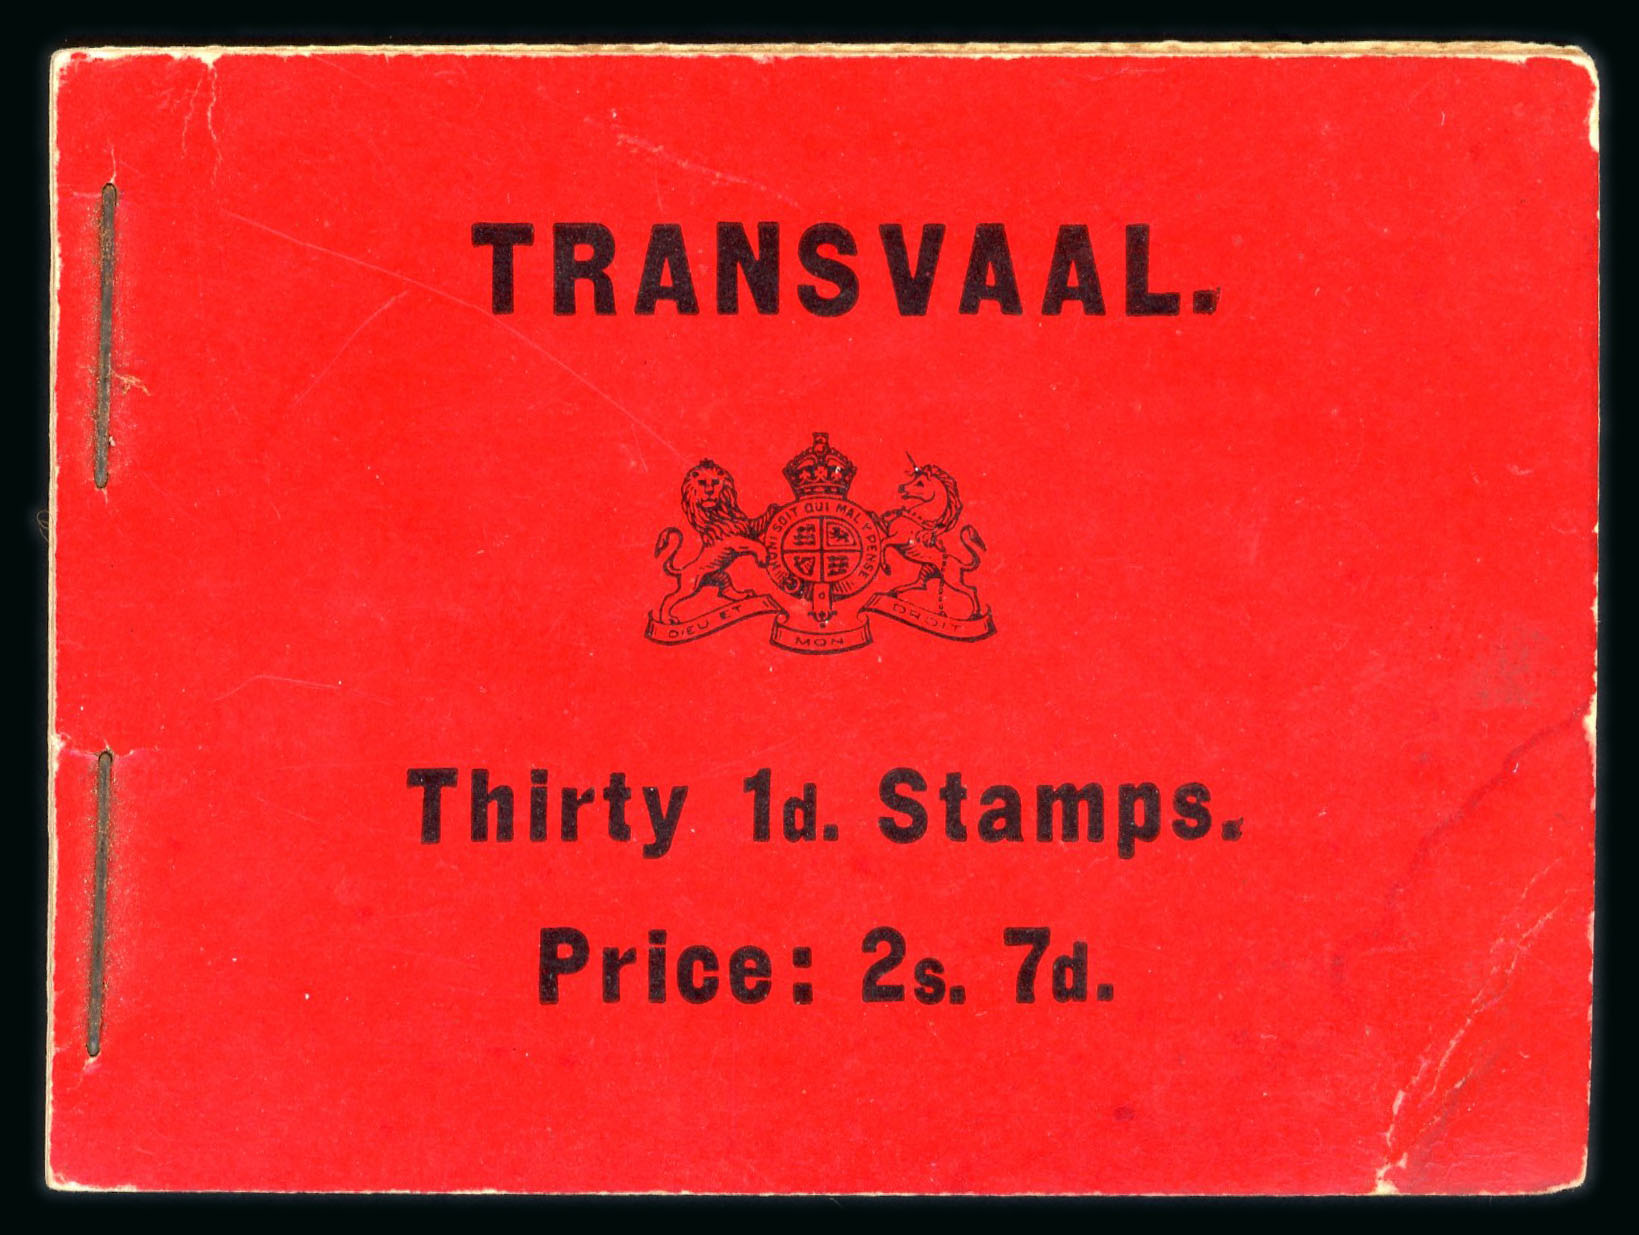 TRANSVAAL.
HONI SOIT QUI MAL Y PENSE
DIEU ET MON DROIT
Thirty 1d. Stamps.
Price: 2s. 7d.